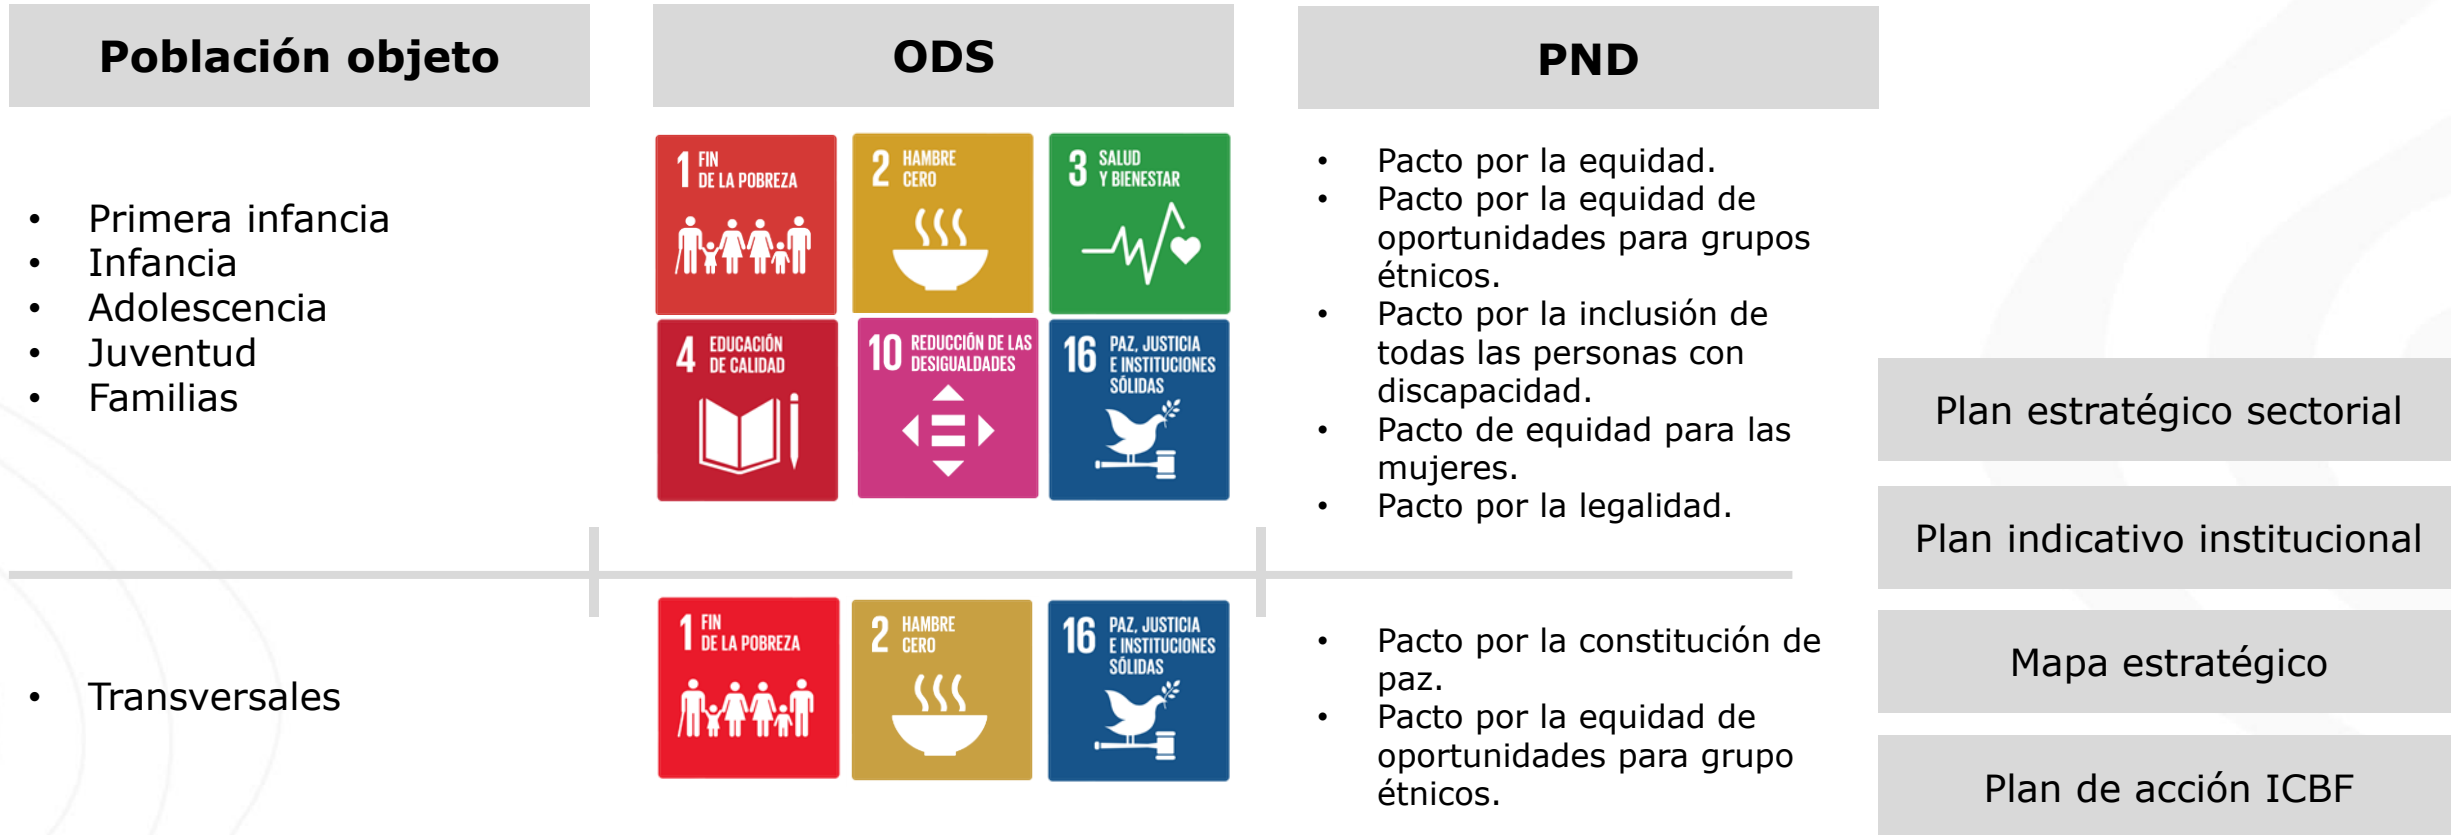 Población objeto
ODS
PND
• Primera infancia
• Infancia
• Adolescencia
• Juventud
• Familias
1 FIN
DE LA POBREZA
2 HAMBRE
CERO
3 SALUD
Y BIENESTAR
4 EDUCACIÓN
DE CALIDAD
10 REDUCCIÓN DE LAS
DESIGUALDADES
16 PAZ, JUSTICIA
E INSTITUCIONES
SÓLIDAS
• Pacto por la equidad.
• Pacto por la equidad de
oportunidades para grupos
étnicos.
• Pacto por la inclusión de
todas las personas con
discapacidad.
• Pacto de equidad para las
mujeres.
• Pacto por la legalidad.
• Transversales
1 FIN
DE LA POBREZA
2 HAMBRE
CERO
16 PAZ, JUSTICIA
E INSTITUCIONES
SÓLIDAS
• Pacto por la constitución de
paz.
• Pacto por la equidad de
oportunidades para grupo
étnicos.
Plan estratégico sectorial
Plan indicativo institucional
Mapa estratégico
Plan de acción ICBF